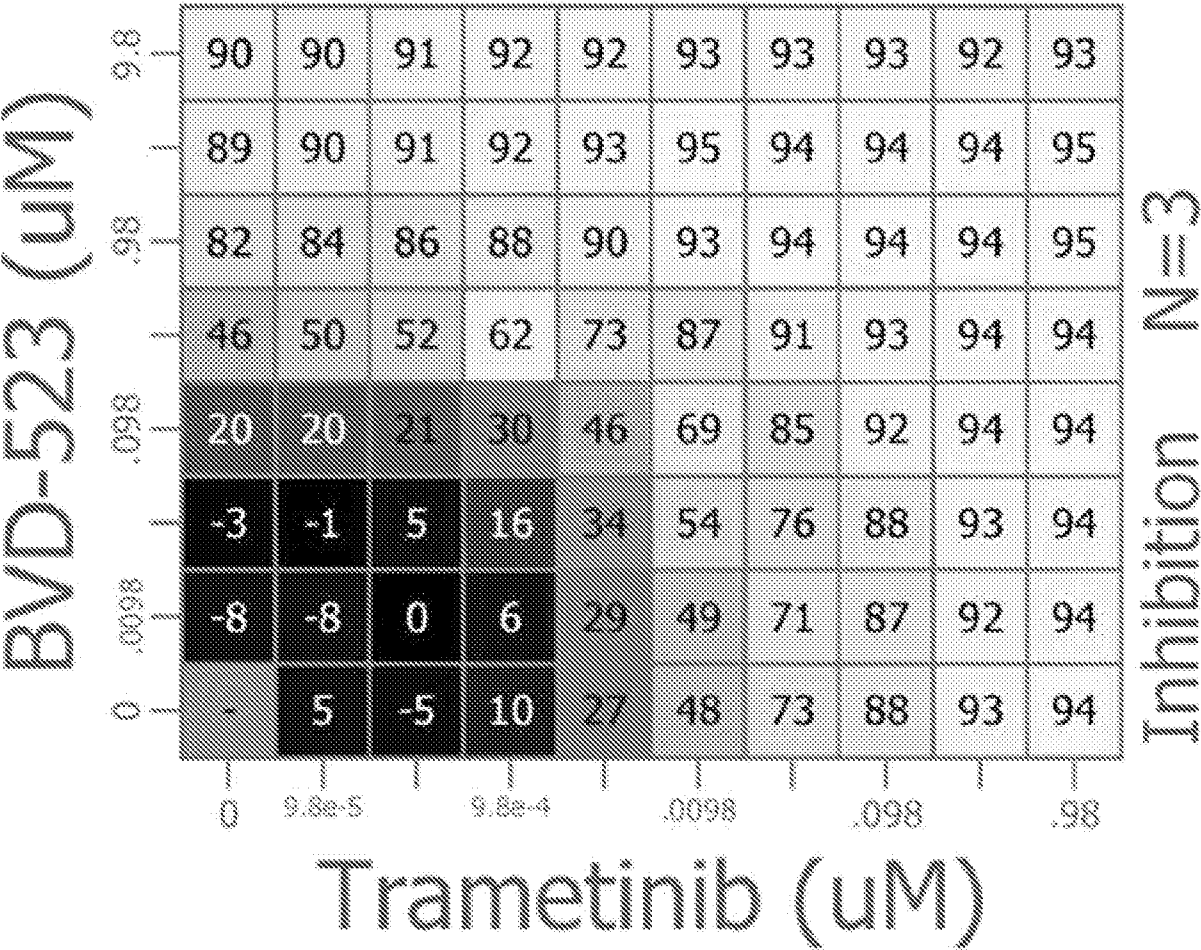 BVD-523 (uM)
9.8 90 90 91 92 92 93 93 93 92 93
89 90 91 92 93 95 94 94 94 95
.98 82 84 86 88 90 93 94 94 94 95
46 50 52 62 73 87 91 93 94 94
.098 20 20 21 30 46 69 85 92 94 94
-3 -1 5 16 34 54 76 88 93 94
.0098 -8 -8 0 6 29 49 71 87 92 94
0 - 5 -5 10 27 48 73 88 93 94
0 9.8e-5 9.8e-4 .0098 .098 .98
Trametinib (uM)
Inhibition N=3